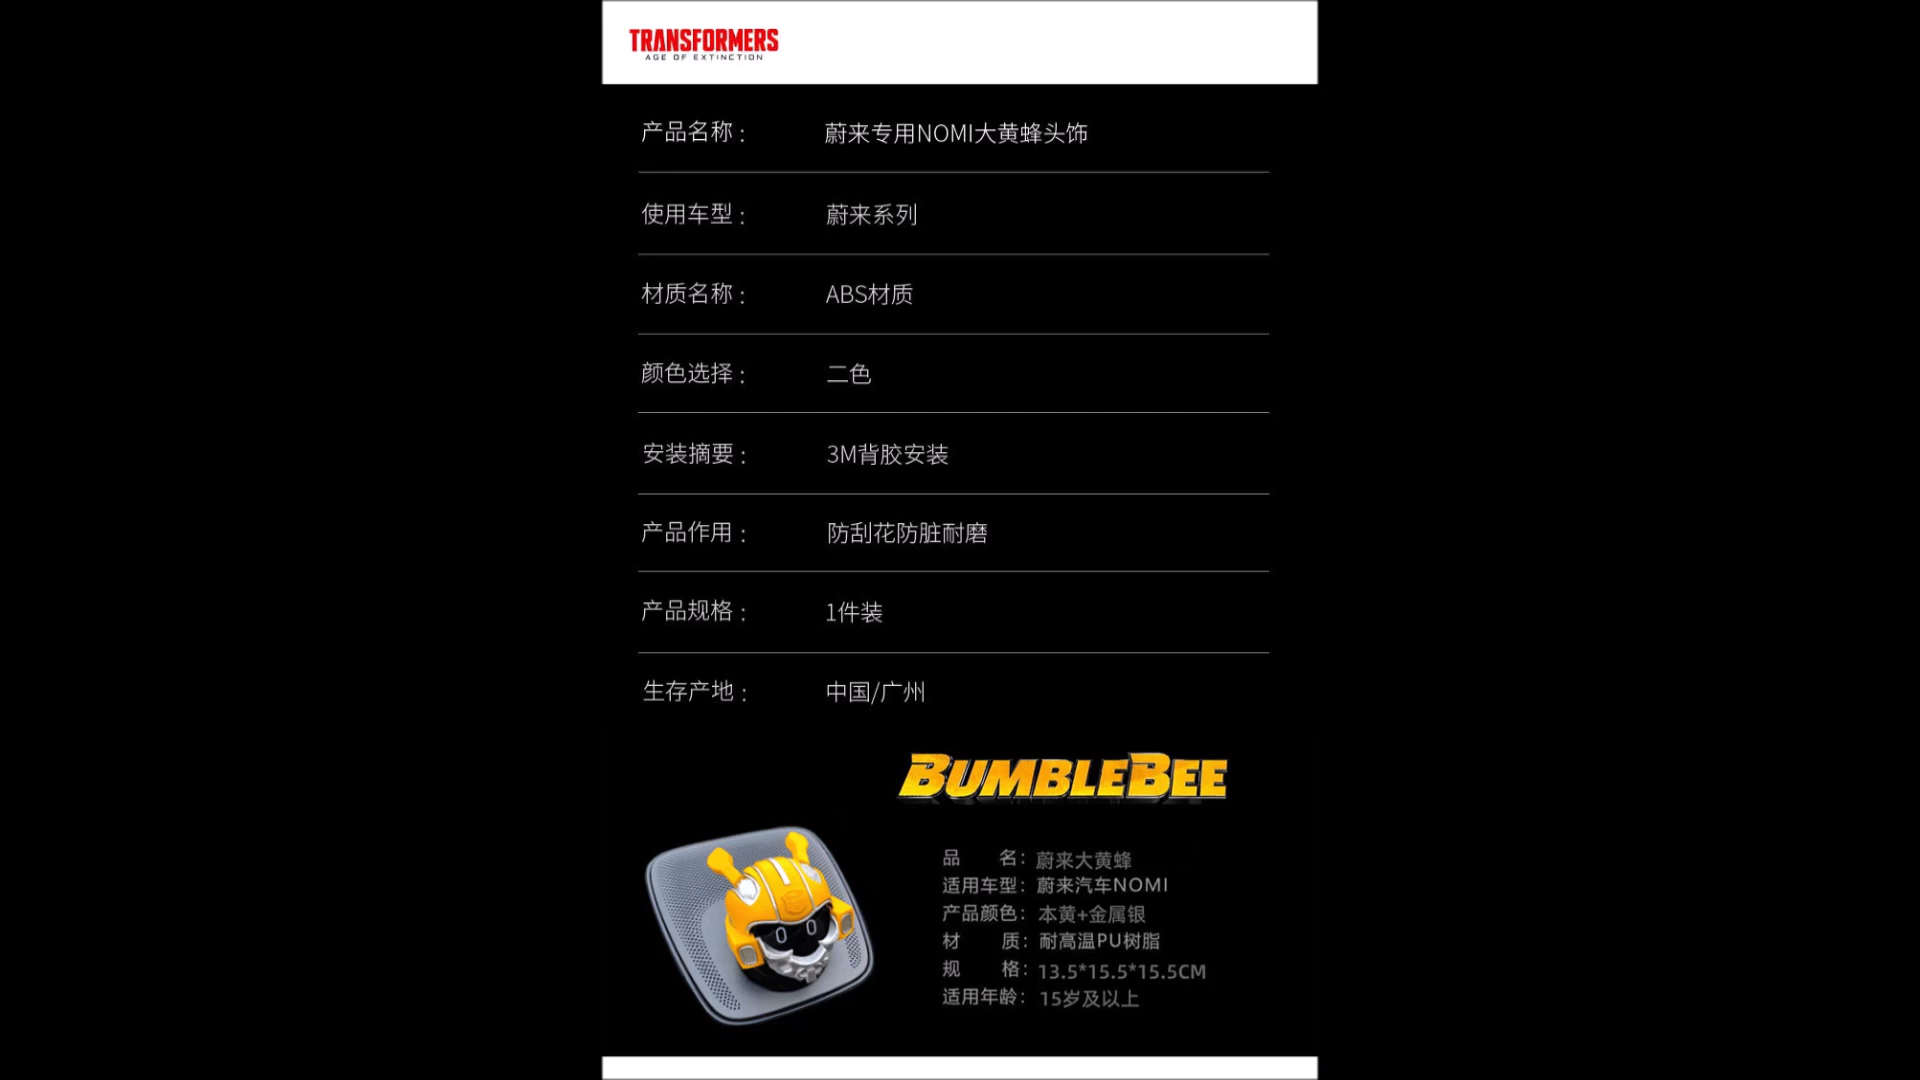 TRANSFORMERS
AGE OF EXTINCTION
产品名称： 蔚来专用NOMI大黄蜂头饰
使用车型： 蔚来系列
材质名称： ABS材质
颜色选择： 二色
安装摘要： 3M背胶安装
产品作用： 防刮花防脏耐磨
产品规格： 1件装
生存产地： 中国/广州
BUMBLEBEE
品 名： 蔚来大黄蜂
适用车型： 蔚来汽车NOMI
产品颜色： 本黄+金属银
材 质： 耐高温PU树脂
规 格： 13.5*15.5*15.5CM
适用年龄： 15岁及以上